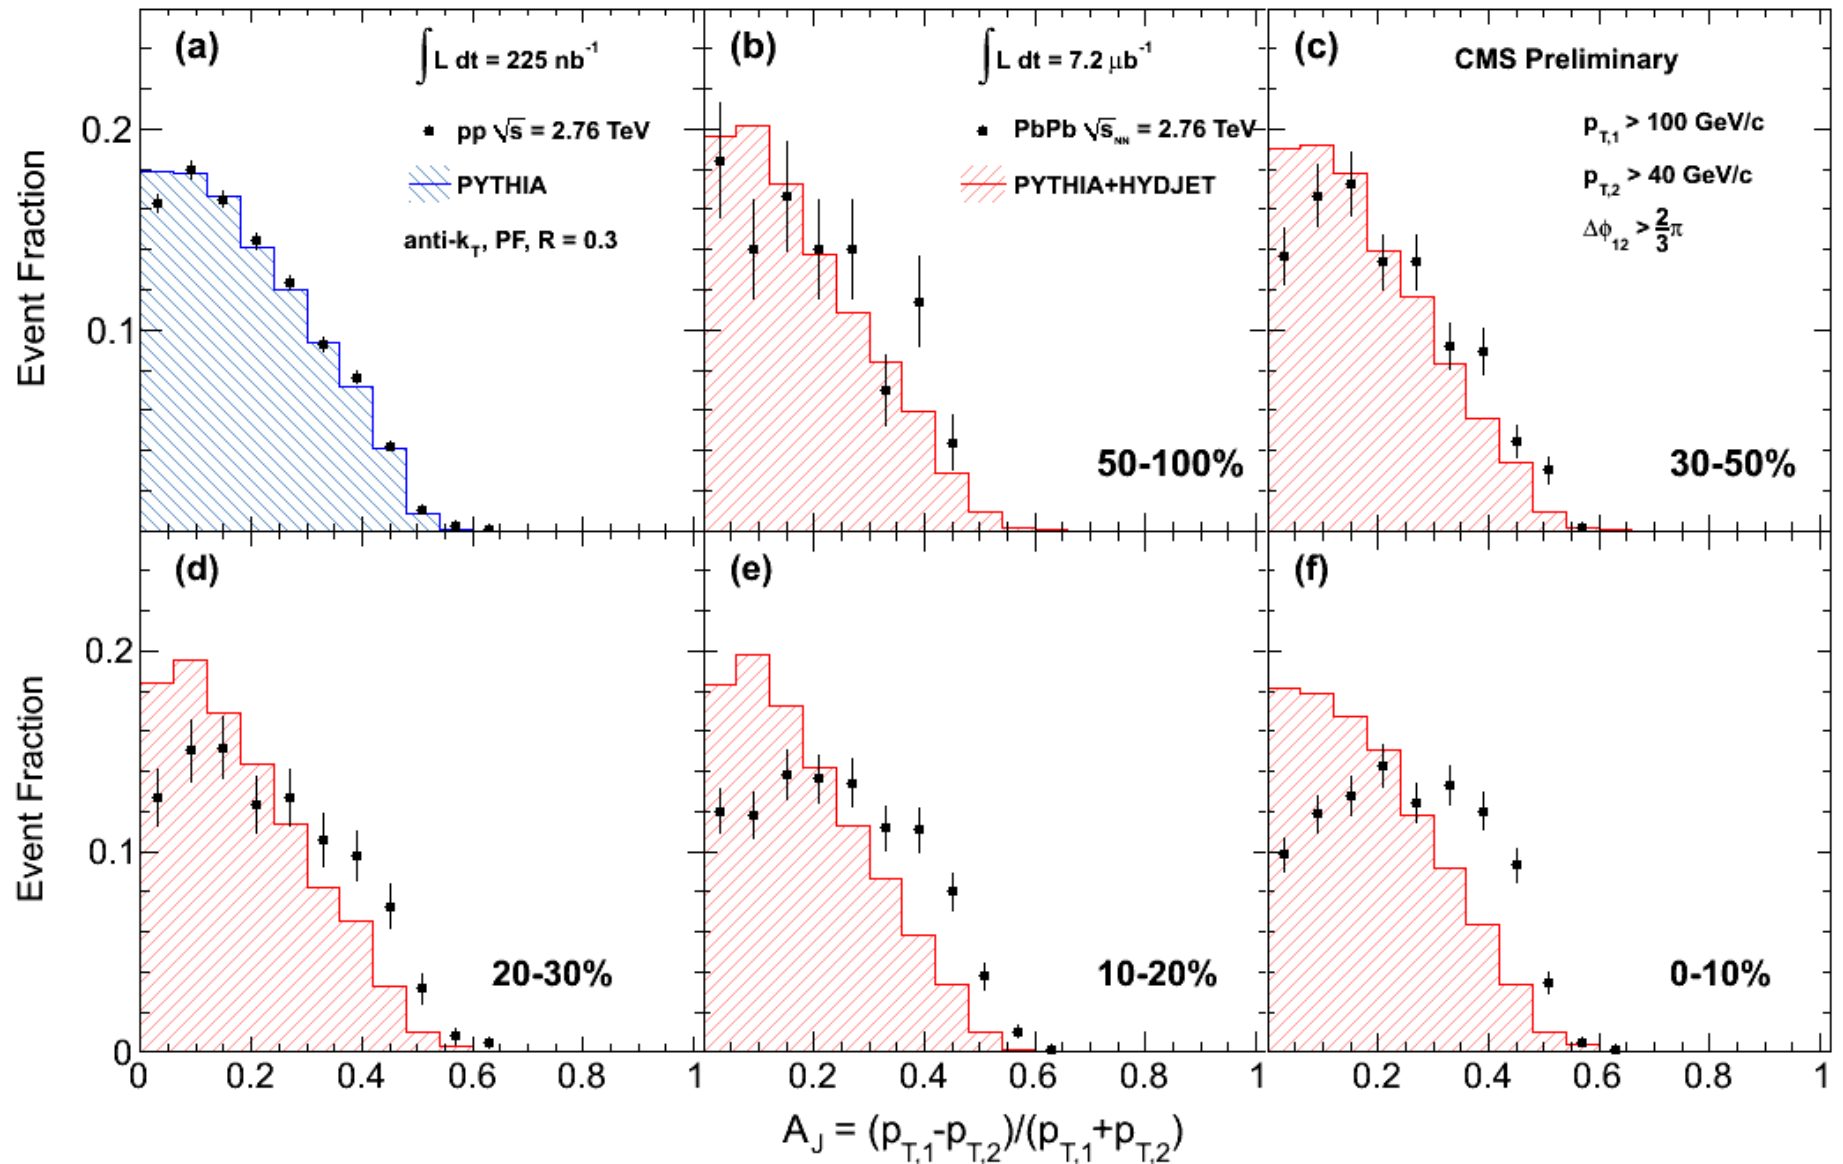 (a)
∫ L dt = 225 nb⁻¹
pp √s = 2.76 TeV
PYTHIA
anti-k_T, PF, R = 0.3
(b)
∫ L dt = 7.2 μb⁻¹
PbPb √s_NN = 2.76 TeV
PYTHIA+HYDJET
50-100%
(c)
CMS Preliminary
p_T,1 > 100 GeV/c
p_T,2 > 40 GeV/c
Δϕ_12 > 2/3 π
30-50%
0.2
0.1
Event Fraction
(d)
20-30%
(e)
10-20%
(f)
0-10%
0.2
0.1
0
Event Fraction
0 0.2 0.4 0.6 0.8 1 0.2 0.4 0.6 0.8 1 0.2 0.4 0.6 0.8 1
A_J = (p_T,1-p_T,2)/(p_T,1+p_T,2)